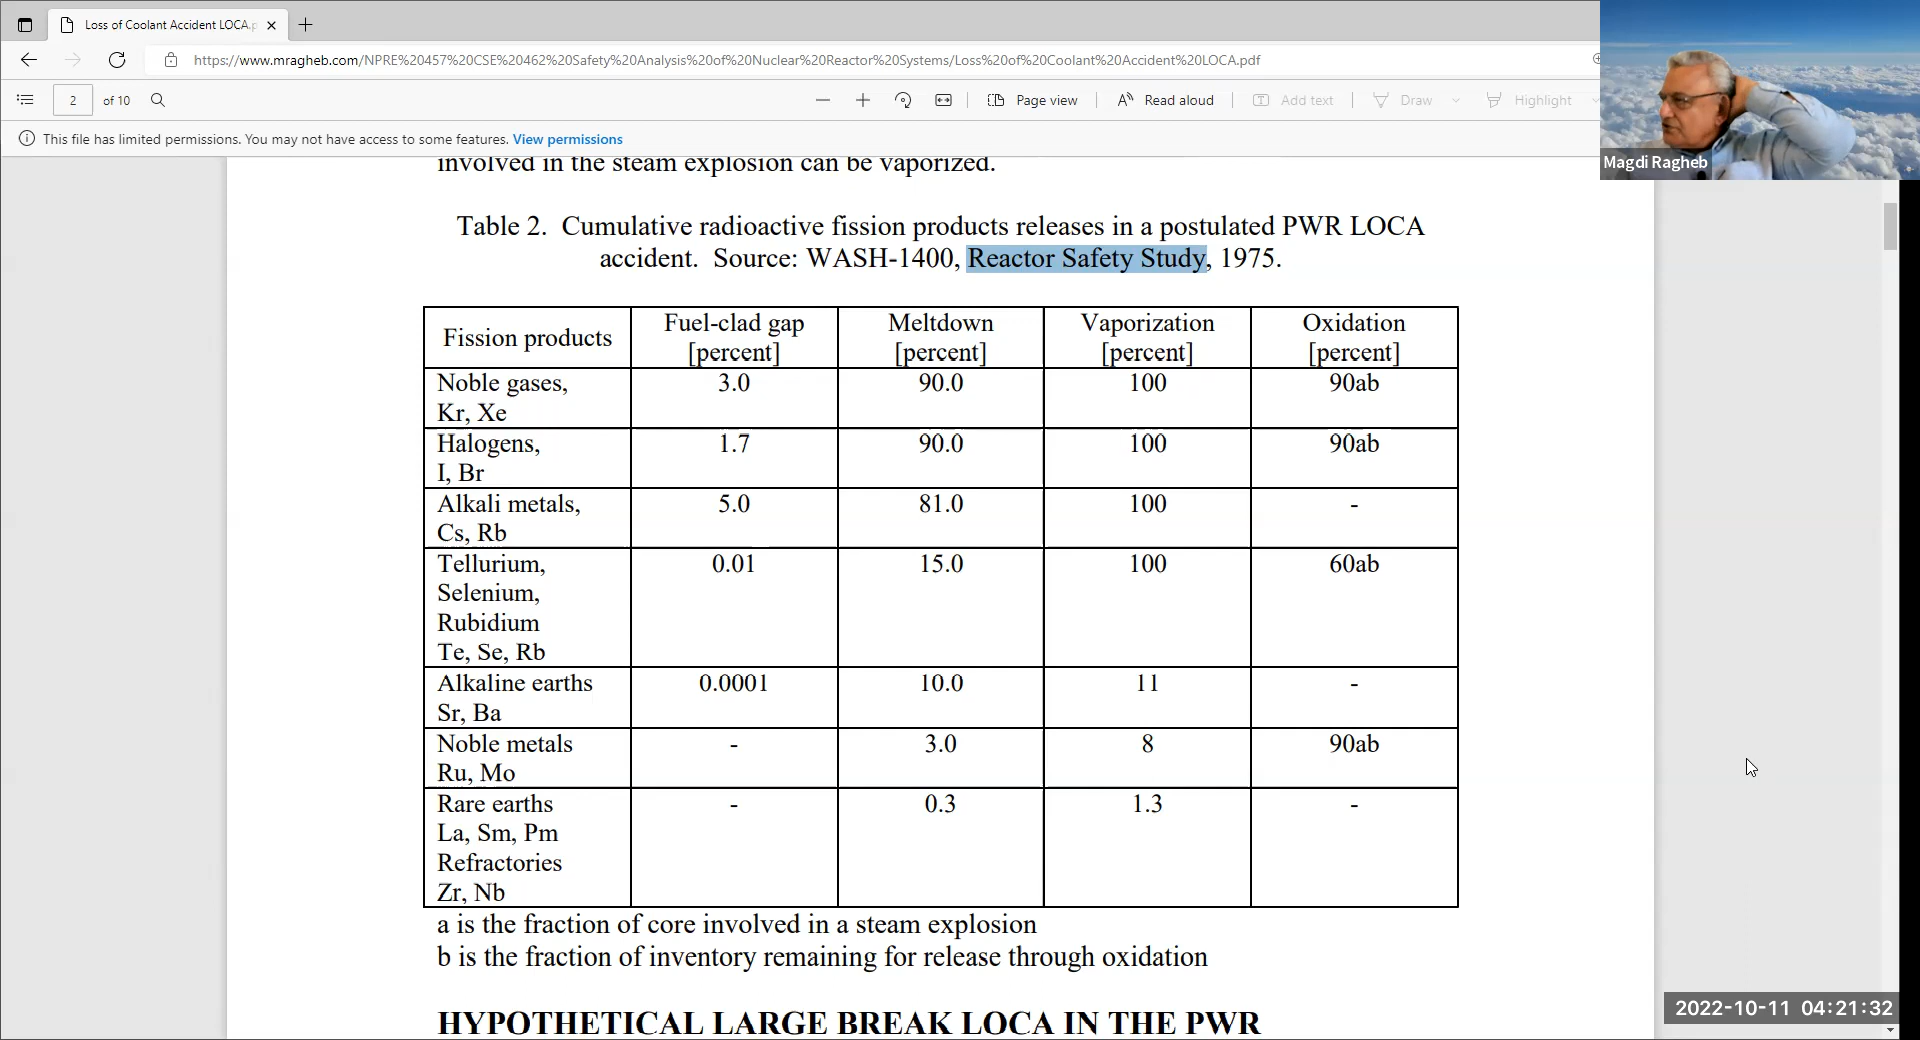 Loss of Coolant Accident LOCA.p
https://www.mragheb.com/NPRE%20457%20CSE%20462%20Safety%20Analysis%20of%20Nuclear%20Reactor%20Systems/Loss%20of%20Coolant%20Accident%20LOCA.pdf
2 of 10 Page view Read aloud Add text Draw Highlight
This file has limited permissions. You may not have access to some features. View permissions
Magdi Ragheb
involved in the steam explosion can be vaporized.
Table 2. Cumulative radioactive fission products releases in a postulated PWR LOCA
accident. Source: WASH-1400, Reactor Safety Study, 1975.
Fission products Fuel-clad gap [percent] Meltdown [percent] Vaporization [percent] Oxidation [percent]
Noble gases, 3.0 90.0 100 90ab
Kr, Xe
Halogens, 1.7 90.0 100 90ab
I, Br
Alkali metals, 5.0 81.0 100 -
Cs, Rb
Tellurium, 0.01 15.0 100 60ab
Selenium,
Rubidium
Te, Se, Rb
Alkaline earths 0.0001 10.0 11 -
Sr, Ba
Noble metals - 3.0 8 90ab
Ru, Mo
Rare earths - 0.3 1.3 -
La, Sm, Pm
Refractories
Zr, Nb
a is the fraction of core involved in a steam explosion
b is the fraction of inventory remaining for release through oxidation
HYPOTHETICAL LARGE BREAK LOCA IN THE PWR
2022-10-11 04:21:32